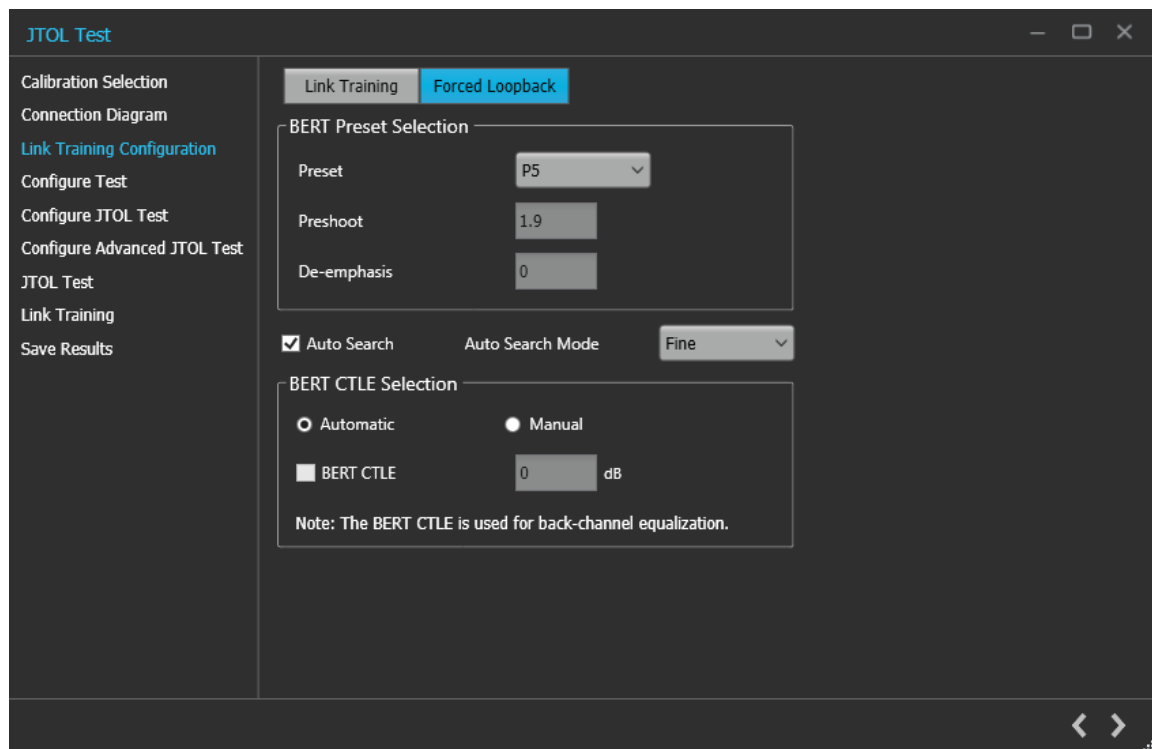 JTOL Test
Calibration Selection
Connection Diagram
Link Training Configuration
Configure Test
Configure JTOL Test
Configure Advanced JTOL Test
JTOL Test
Link Training
Save Results
Link Training Forced Loopback
BERT Preset Selection
Preset P5
Preshoot 1.9
De-emphasis 0
Auto Search Auto Search Mode Fine
BERT CTLE Selection
Automatic Manual
BERT CTLE 0 dB
Note: The BERT CTLE is used for back-channel equalization.